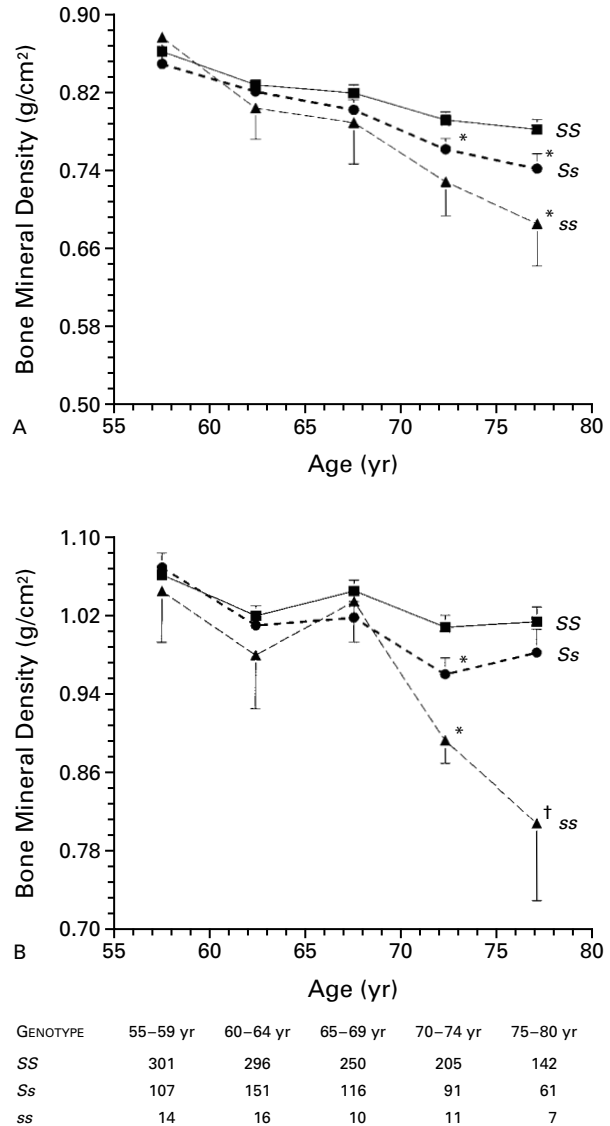 0.90
0.82
0.74
0.66
0.58
0.50
Bone Mineral Density (g/cm²)
* * *
SS
Ss
ss
55 60 65 70 75 80
A
Age (yr)
1.10
1.02
0.94
0.86
0.78
0.70
Bone Mineral Density (g/cm²)
* * †
SS
Ss
ss
55 60 65 70 75 80
B
Age (yr)
GENOTYPE 55–59 yr 60–64 yr 65–69 yr 70–74 yr 75–80 yr
SS 301 296 250 205 142
Ss 107 151 116 91 61
ss 14 16 10 11 7